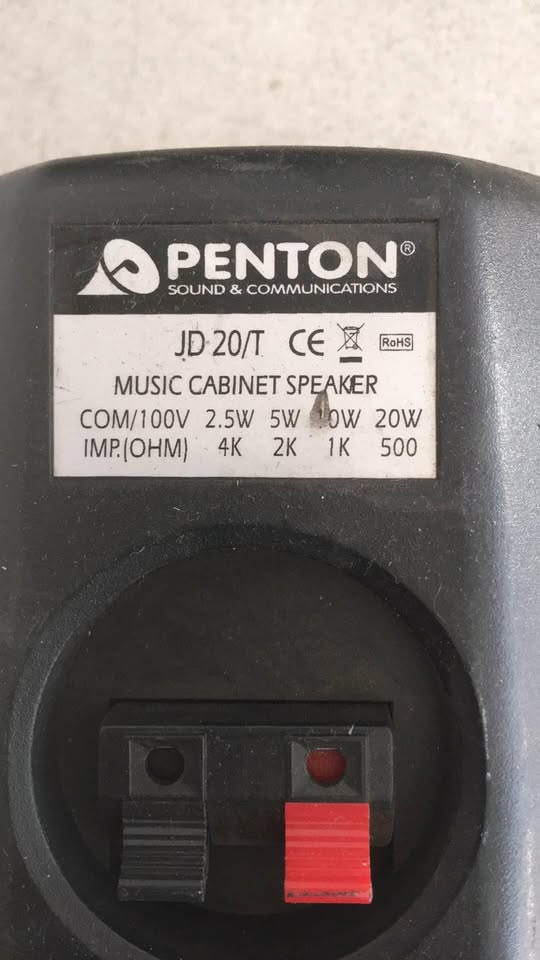 PENTON®
SOUND & COMMUNICATIONS
JD 20/T CE RoHS
MUSIC CABINET SPEAKER
COM/100V 2.5W 5W 10W 20W
IMP.(OHM) 4K 2K 1K 500